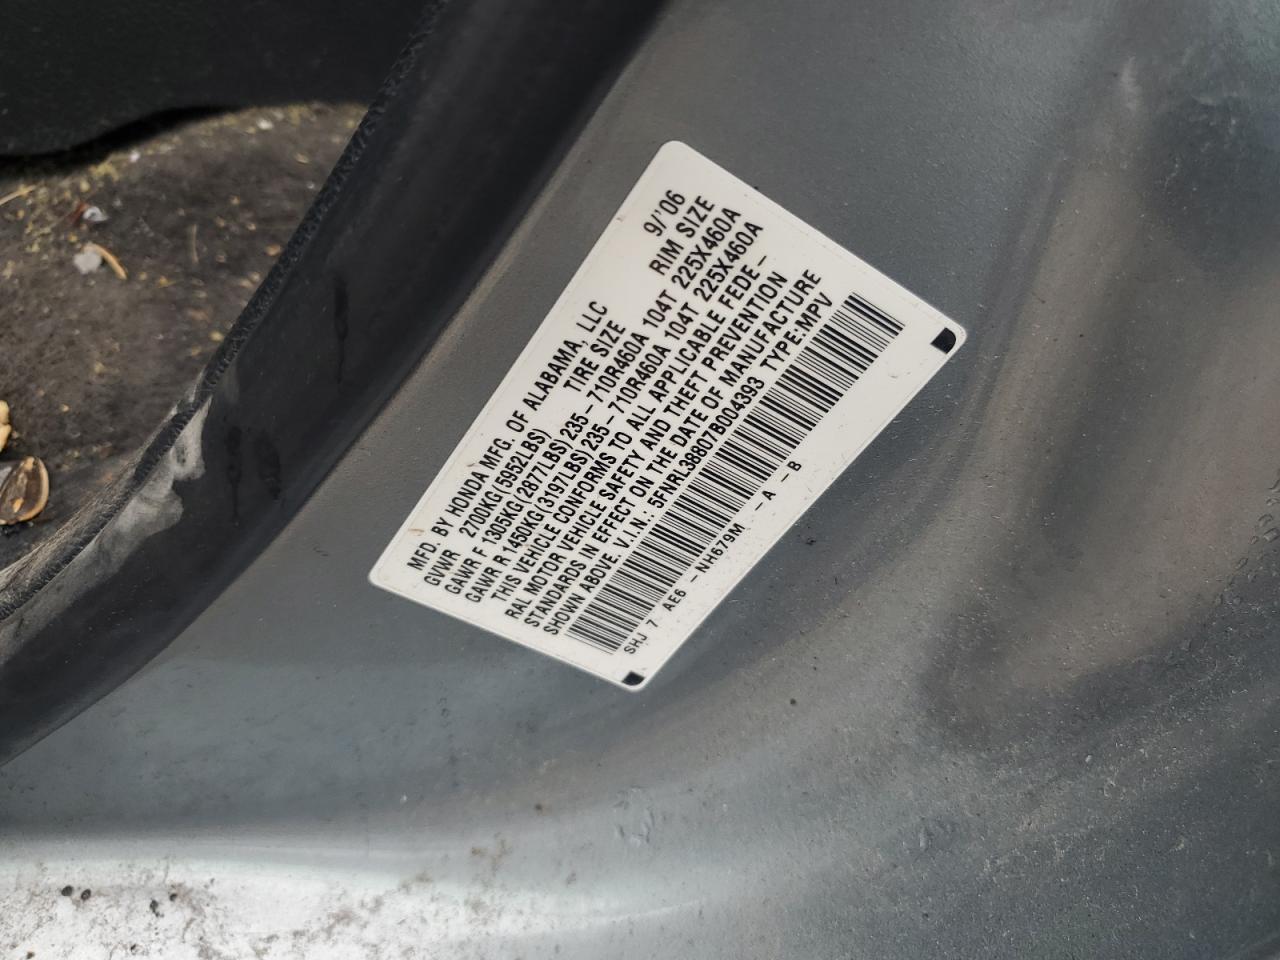 MFD. BY HONDA MFG. OF ALABAMA, LLC 9/'06
GVWR 2700KG(5952LBS) TIRE SIZE RIM SIZE
GAWR F 1305KG(2877LBS)235-710R460A 104T 225X460A
GAWR R 1450KG(3197LBS)235-710R460A 104T 225X460A
THIS VEHICLE CONFORMS TO ALL APPLICABLE FEDE-
RAL MOTOR VEHICLE SAFETY AND THEFT PREVENTION
STANDARDS IN EFFECT ON THE DATE OF MANUFACTURE
SHOWN ABOVE. V.I.N.: 5FNRL38807B004393 TYPE:MPV
SHJ 7 AE6 -NH679M -A -B